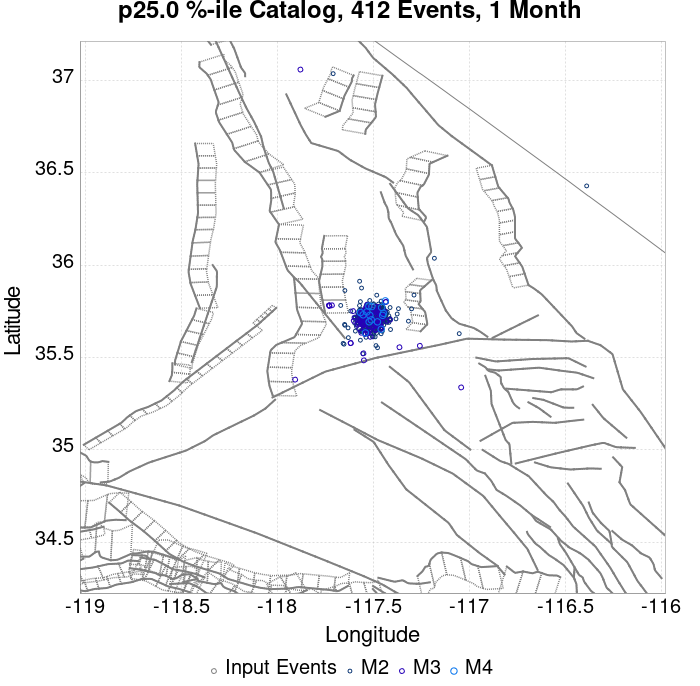 p25.0 %-ile Catalog, 412 Events, 1 Month
37
36.5
36
35.5
35
34.5
Latitude
-119 -118.5 -118 -117.5 -117 -116.5 -116
Longitude
Input Events M2 M3 M4